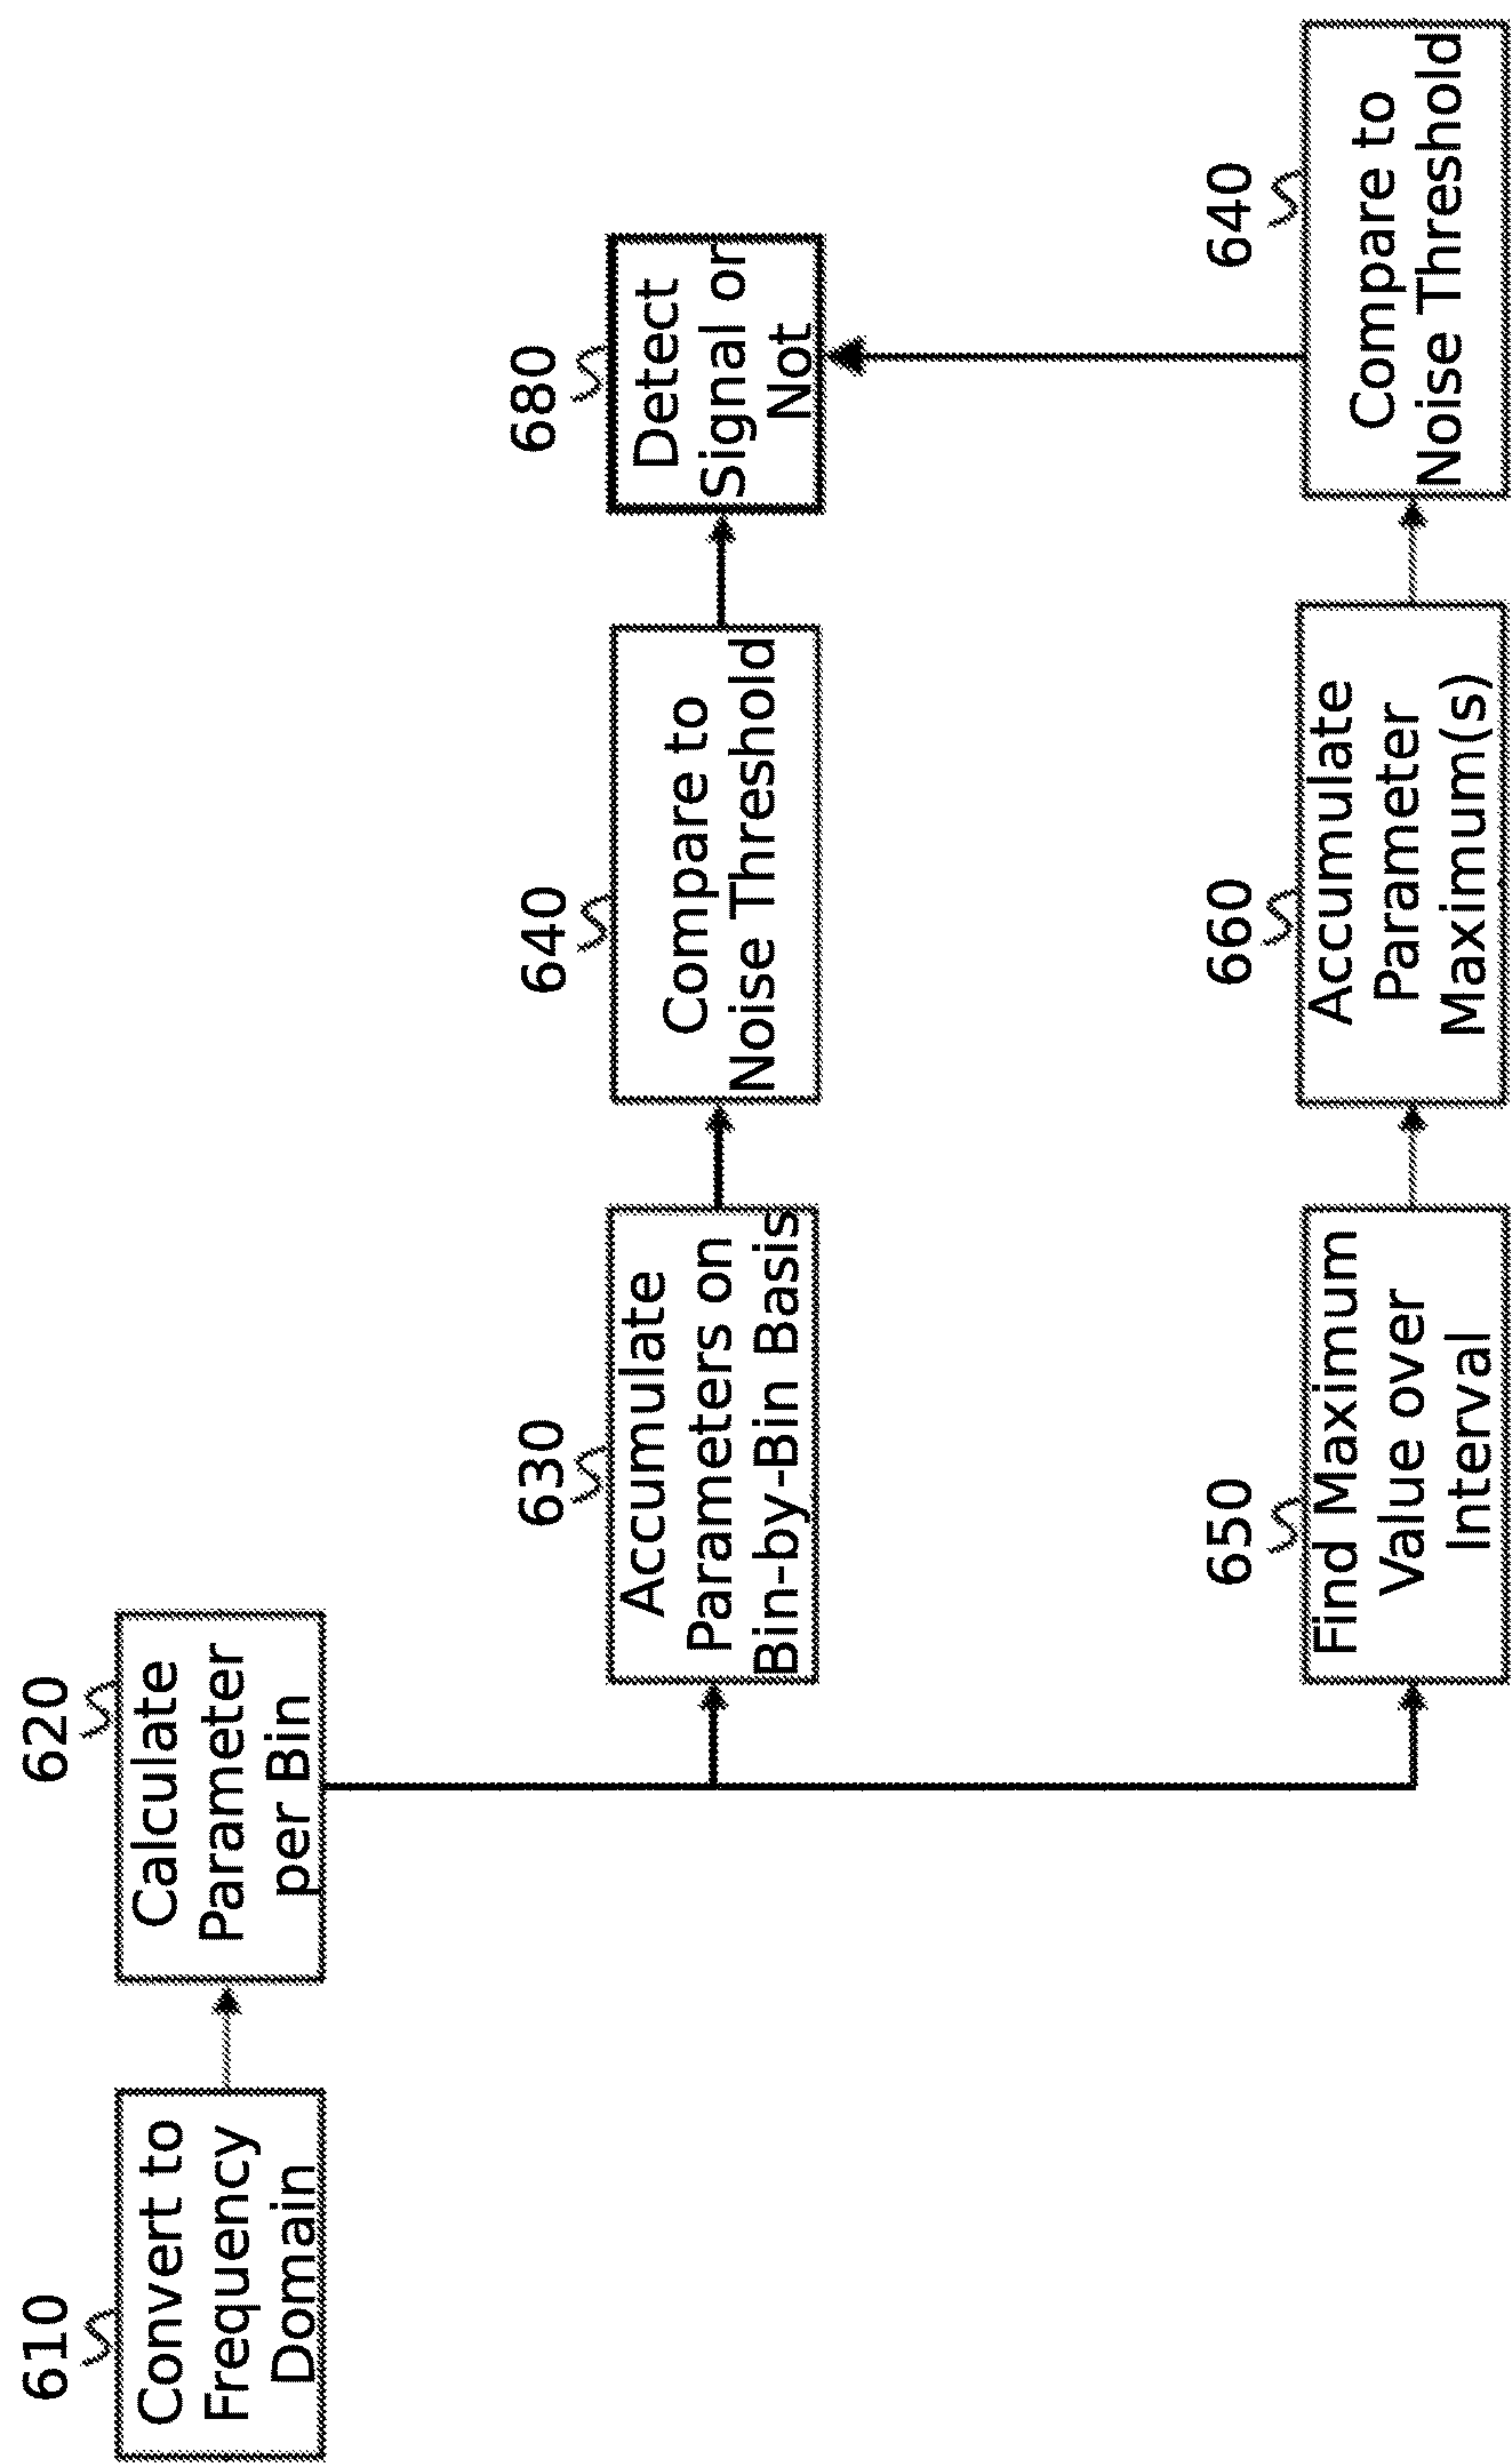 610
Convert to
Frequency
Domain
620
Calculate
Parameter
per Bin
630
Accumulate
Parameters on
Bin-by-Bin Basis
640
Compare to
Noise Threshold
680
Detect
Signal or
Not
650
Find Maximum
Value over
Interval
660
Accumulate
Parameter
Maximum(s)
640
Compare to
Noise Threshold